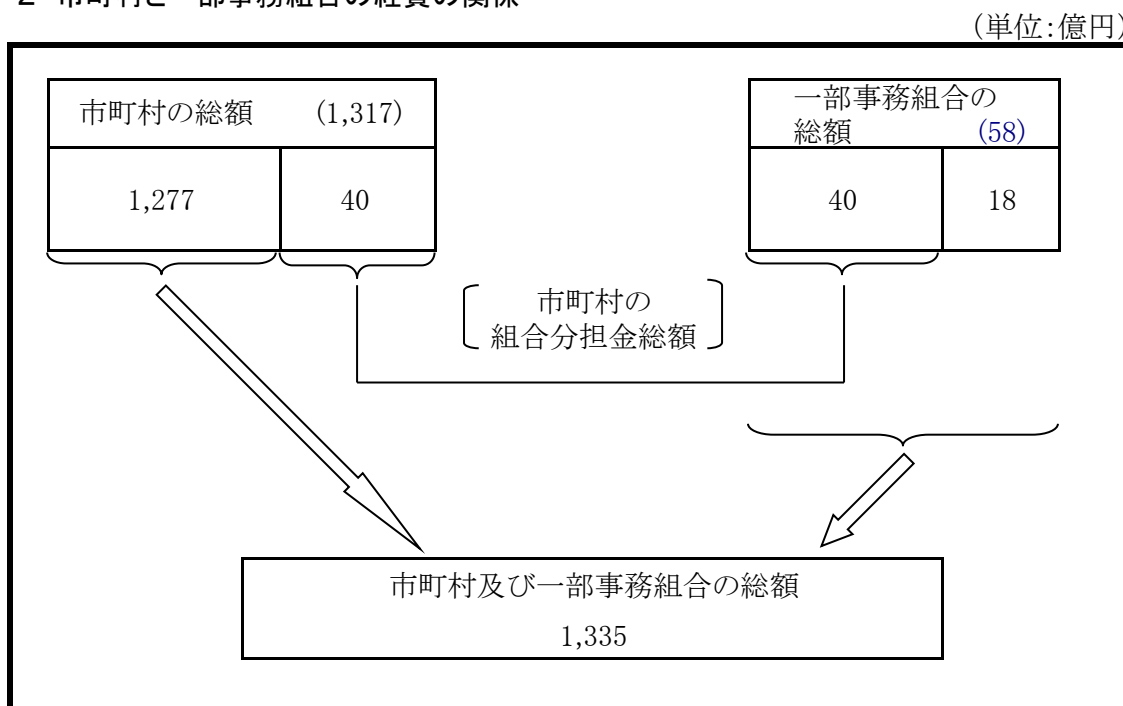 2 市町村と一部事務組合の経費の関係
(単位:億円)
市町村の総額 (1,317)
1,277 40
一部事務組合の
総額 (58)
40 18
市町村の
組合分担金総額
市町村及び一部事務組合の総額
1,335